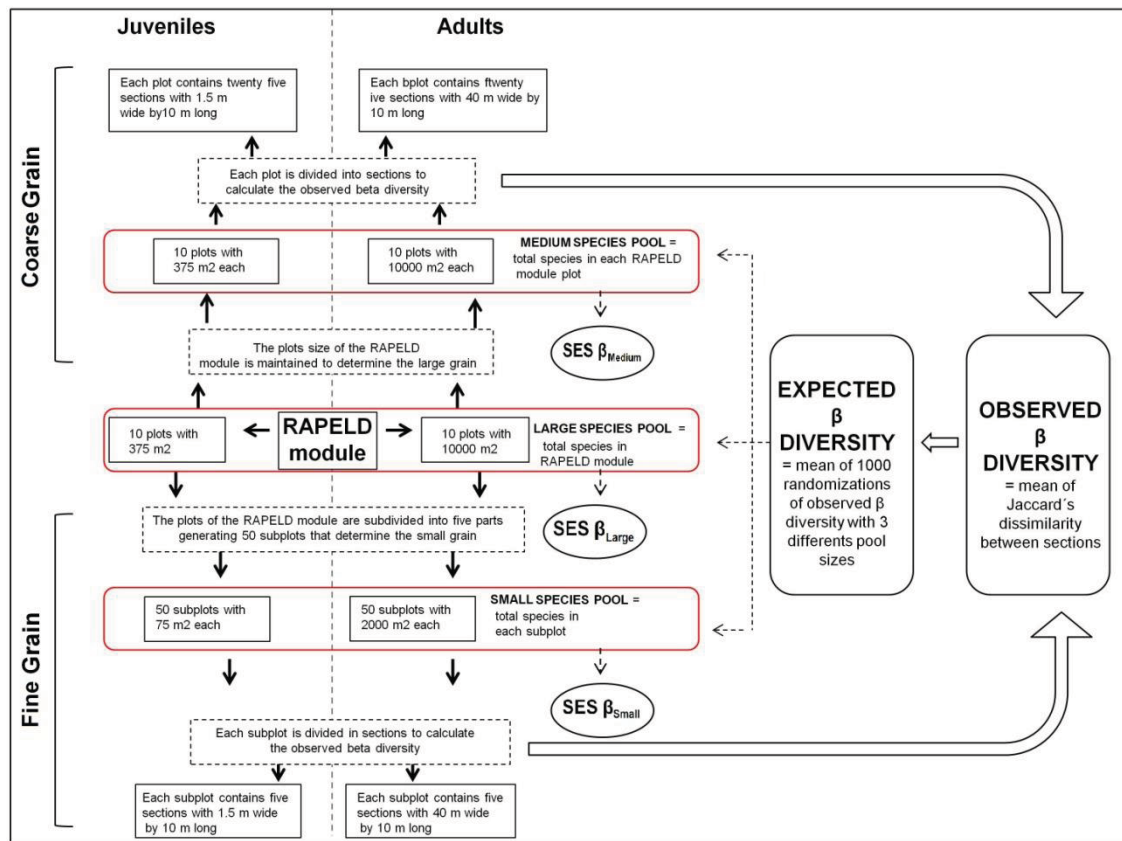 Juveniles
Adults
Coarse Grain
Each plot contains twenty five
sections with 1.5 m
wide by10 m long
Each bplot contains ftwenty
ive sections with 40 m wide by
10 m long
Each plot is divided into sections to
calculate the observed beta diversity
10 plots with
375 m2 each
10 plots with
10000 m2 each
MEDIUM SPECIES POOL =
total species in each RAPELD
module plot
SES β Medium
The plots size of the RAPELD
module is maintained to determine the large grain
10 plots with
375 m2
RAPELD
module
10 plots with
10000 m2
LARGE SPECIES POOL =
total species in
RAPELD module
SES β Large
Fine Grain
The plots of the RAPELD module are subdivided into five parts
generating 50 subplots that determine the small grain
50 subplots with
75 m2 each
50 subplots with
2000 m2 each
SMALL SPECIES POOL =
total species in
each subplot
SES β Small
Each subplot is divided in sections to calculate
the observed beta diversity
Each subplot contains five
sections with 1.5 m wide
by 10 m long
Each subplot contains five
sections with 40 m wide
by 10 m long
EXPECTED
β
DIVERSITY
= mean of 1000
randomizations
of observed β
diversity with 3
differents pool
sizes
OBSERVED
β
DIVERSITY
= mean of
Jaccard´s
dissimilarity
between sections